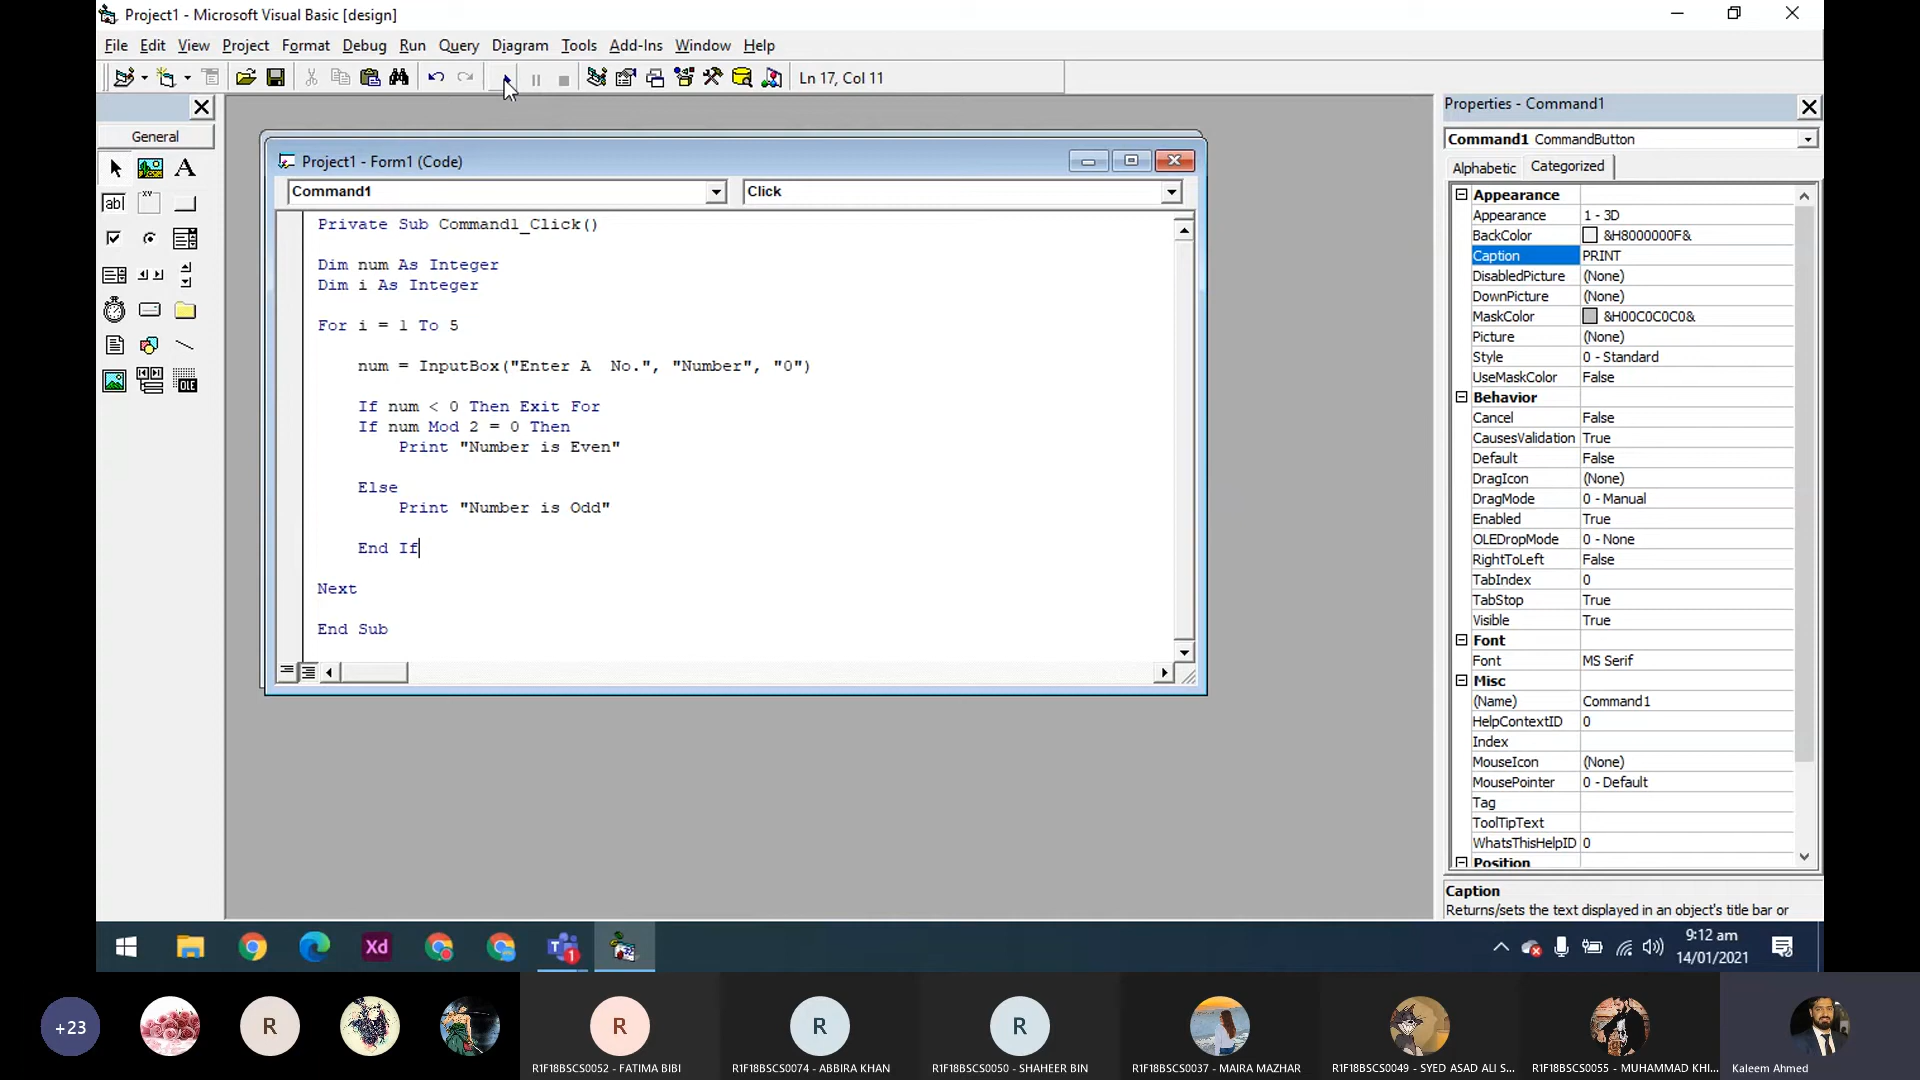 Project1 - Microsoft Visual Basic [design]
File Edit View Project Format Debug Run Query Diagram Tools Add-Ins Window Help
Ln 17, Col 11
General
A
abl
XY
OLE
Project1 - Form1 (Code)
Command1 Click
Private Sub Command1_Click()
Dim num As Integer
Dim i As Integer
For i = 1 To 5
num = InputBox("Enter A  No.", "Number", "0")
If num < 0 Then Exit For
If num Mod 2 = 0 Then
Print "Number is Even"
Else
Print "Number is Odd"
End If
Next
End Sub
Properties - Command1
Command1 CommandButton
Alphabetic Categorized
Appearance
Appearance 1 - 3D
BackColor &H8000000F&
Caption PRINT
DisabledPicture (None)
DownPicture (None)
MaskColor &H00C0C0C0&
Picture (None)
Style 0 - Standard
UseMaskColor False
Behavior
Cancel False
CausesValidation True
Default False
DragIcon (None)
DragMode 0 - Manual
Enabled True
OLEDropMode 0 - None
RightToLeft False
TabIndex 0
TabStop True
Visible True
Font
Font MS Serif
Misc
(Name) Command1
HelpContextID 0
Index
MouseIcon (None)
MousePointer 0 - Default
Tag
ToolTipText
WhatsThisHelpID 0
Position
Caption
Returns/sets the text displayed in an object's title bar or
Xd
T 1
9:12 am
14/01/2021
+23
R
R
R
R
R1F18BSCS0052 - FATIMA BIBI
R1F18BSCS0074 - ABBIRA KHAN
R1F18BSCS0050 - SHAHEER BIN
R1F18BSCS0037 - MAIRA MAZHAR
R1F18BSCS0049 - SYED ASAD ALI S...
R1F18BSCS0055 - MUHAMMAD KHI...
Kaleem Ahmed